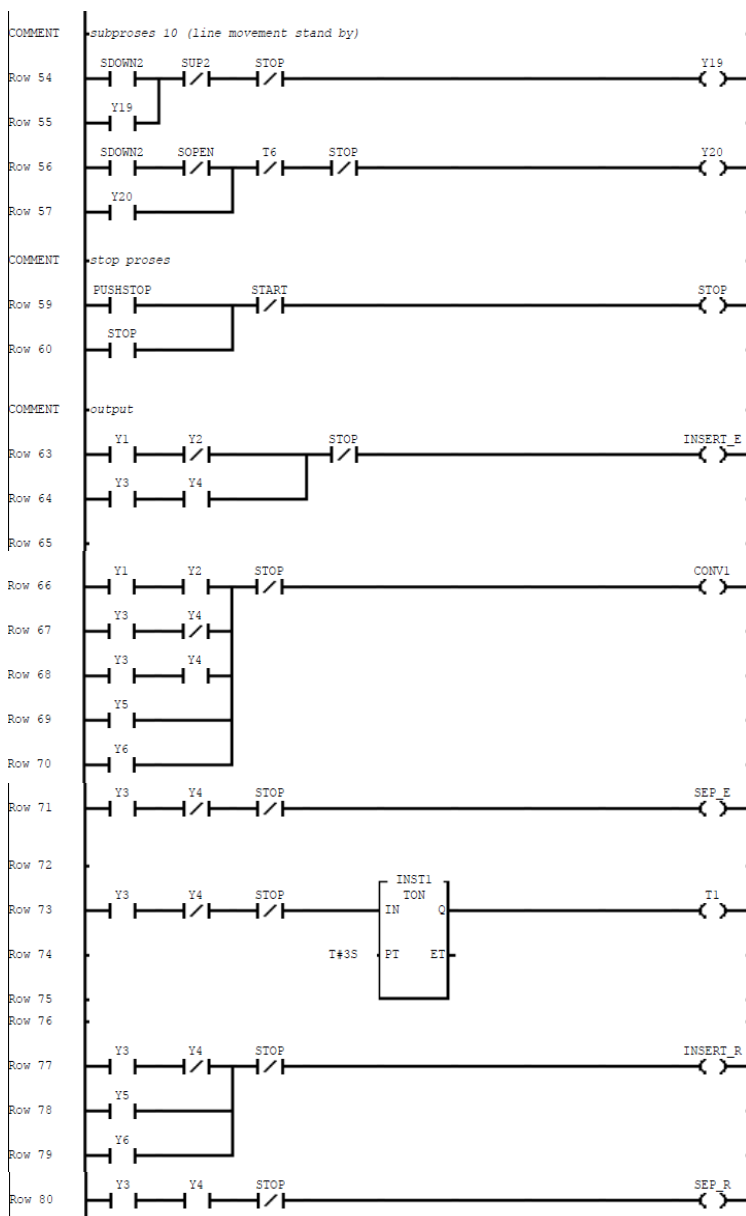 COMMENT subproses 10 (line movement stand by)
SDOWN2 SUP2 STOP Y19
Row 54
Y19
Row 55
SDOWN2 SOPEN T6 STOP Y20
Row 56
Y20
Row 57
COMMENT stop proses
PUSHSTOP START STOP
Row 59
STOP
Row 60
COMMENT output
Y1 Y2 STOP INSERT_E
Row 63
Y3 Y4
Row 64
Row 65
Y1 Y2 STOP CONV1
Row 66
Y3 Y4
Row 67
Y3 Y4
Row 68
Y5
Row 69
Y6
Row 70
Y3 Y4 STOP SEP_E
Row 71
Row 72
INST1
Y3 Y4 STOP TON T1
Row 73 IN Q
Row 74 T#3S PT ET
Row 75
Row 76
Y3 Y4 STOP INSERT_R
Row 77
Y5
Row 78
Y6
Row 79
Y3 Y4 STOP SEP_R
Row 80